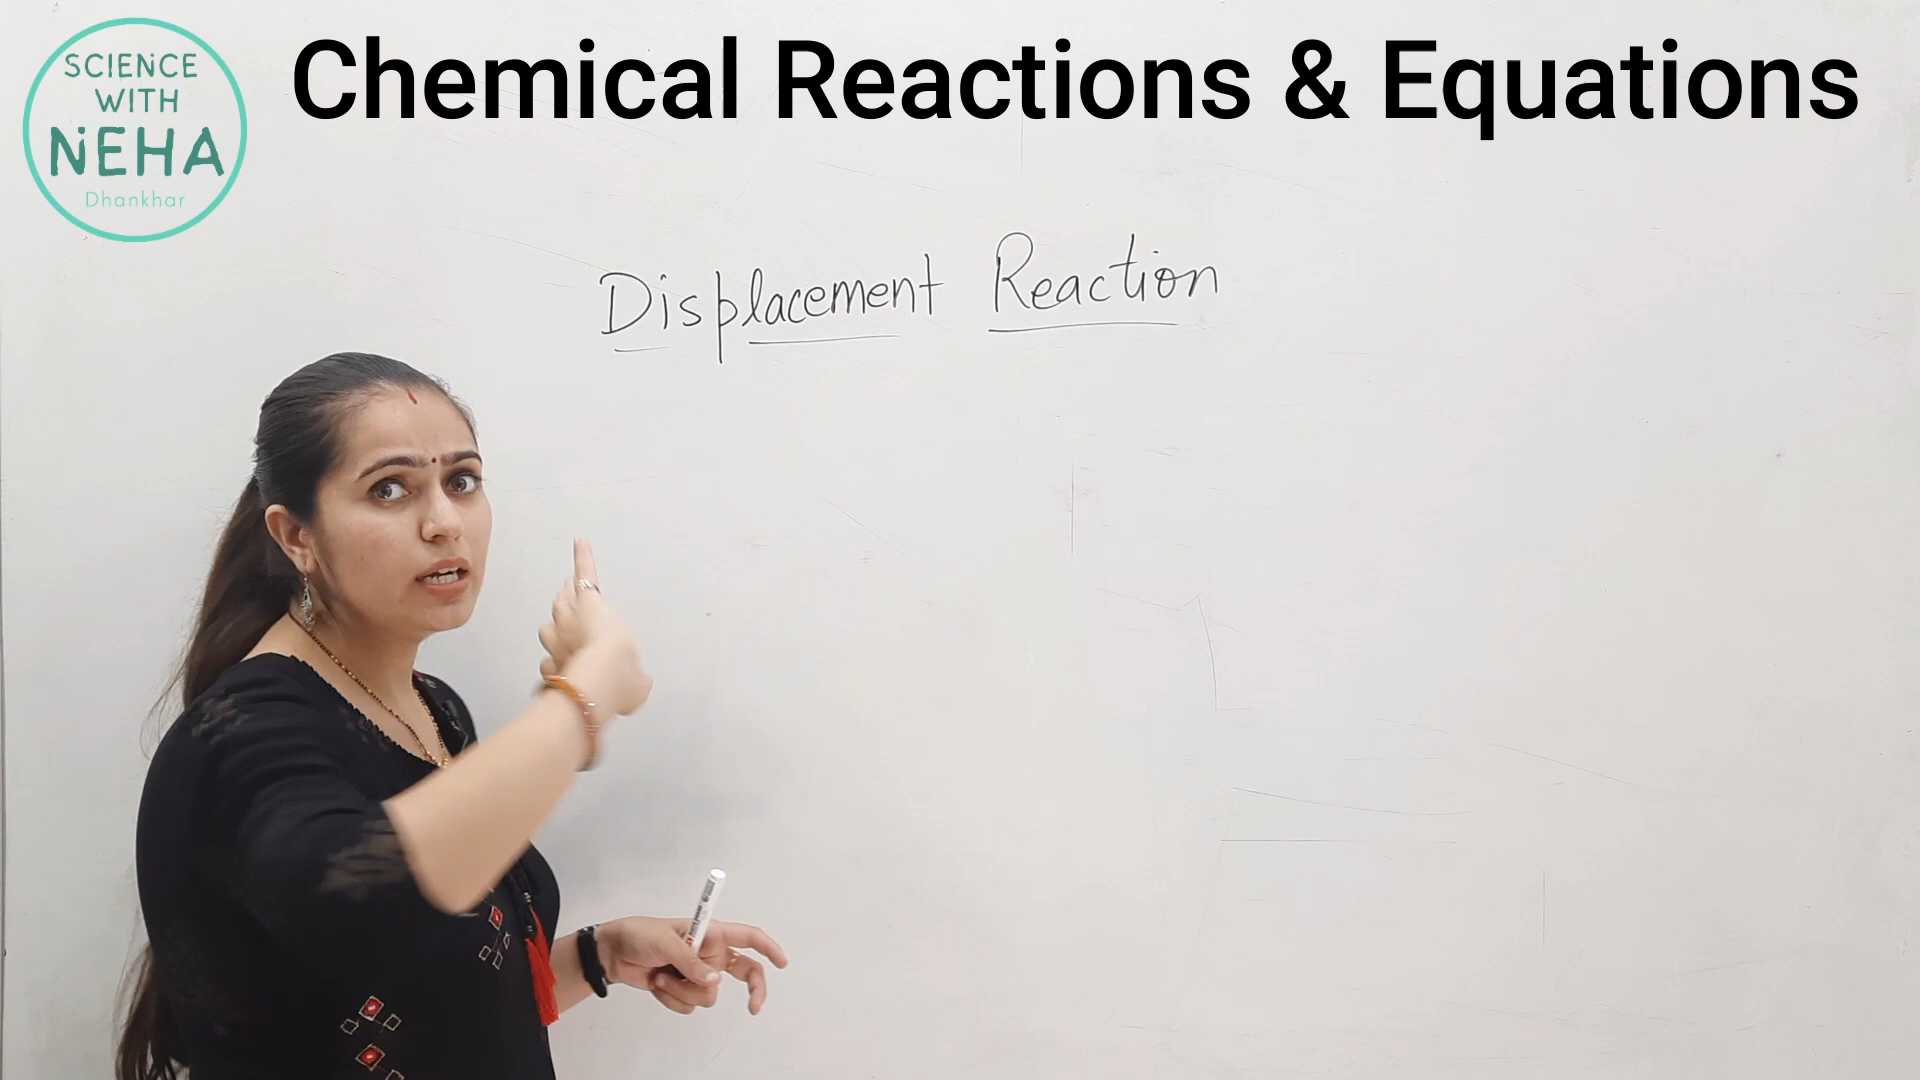 SCIENCE
WITH
NEHA
Dhankhar
Chemical Reactions & Equations
Displacement Reaction